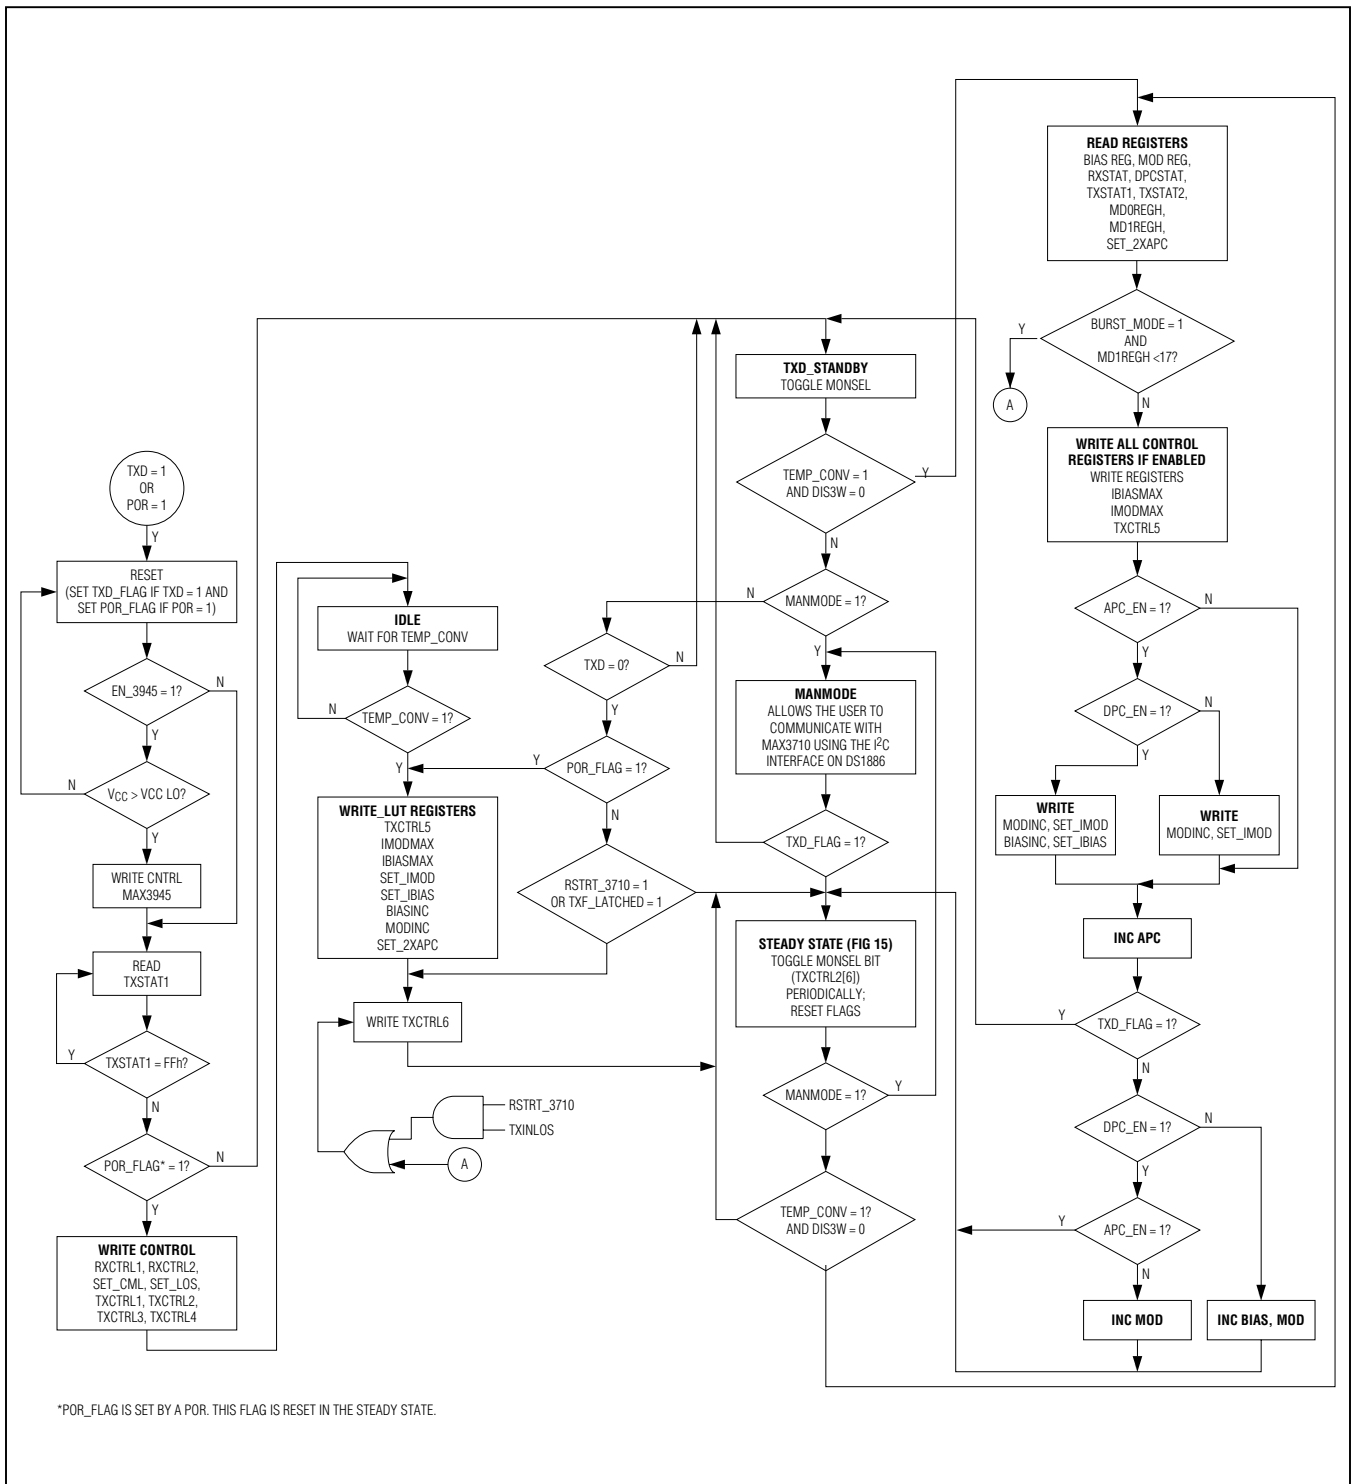 TXD = 1
OR
POR = 1
Y
RESET
(SET TXD_FLAG IF TXD = 1 AND
SET POR_FLAG IF POR = 1)
EN_3945 = 1?
N
Y
VCC > VCC LO?
N
Y
WRITE CNTRL
MAX3945
READ
TXSTAT1
TXSTAT1 = FFh?
Y
N
POR_FLAG* = 1?
N
Y
WRITE CONTROL
RXCTRL1, RXCTRL2,
SET_CML, SET_LOS,
TXCTRL1, TXCTRL2,
TXCTRL3, TXCTRL4
IDLE
WAIT FOR TEMP_CONV
N
TEMP_CONV = 1?
Y
WRITE_LUT REGISTERS
TXCTRL5
IMODMAX
IBIASMAX
SET_IMOD
SET_IBIAS
BIASINC
MODINC
SET_2XAPC
WRITE TXCTRL6
RSTRT_3710
TXINLOS
A
TXD = 0?
N
Y
POR_FLAG = 1?
Y
N
RSTRT_3710 = 1
OR TXF_LATCHED = 1
TXD_STANDBY
TOGGLE MONSEL
TEMP_CONV = 1
AND DIS3W = 0
Y
N
MANMODE = 1?
N
Y
MANMODE
ALLOWS THE USER TO
COMMUNICATE WITH
MAX3710 USING THE I2C
INTERFACE ON DS1886
TXD_FLAG = 1?
STEADY STATE (FIG 15)
TOGGLE MONSEL BIT
(TXCTRL2[6])
PERIODICALLY;
RESET FLAGS
MANMODE = 1?
Y
TEMP_CONV = 1?
AND DIS3W = 0
READ REGISTERS
BIAS REG, MOD REG,
RXSTAT, DPCSTAT,
TXSTAT1, TXSTAT2,
MD0REGH,
MD1REGH,
SET_2XAPC
BURST_MODE = 1
AND
MD1REGH <17?
Y
A
N
WRITE ALL CONTROL
REGISTERS IF ENABLED
WRITE REGISTERS
IBIASMAX
IMODMAX
TXCTRL5
APC_EN = 1?
N
Y
DPC_EN = 1?
N
Y
WRITE
MODINC, SET_IMOD
BIASINC, SET_IBIAS
WRITE
MODINC, SET_IMOD
INC APC
TXD_FLAG = 1?
Y
N
DPC_EN = 1?
N
Y
APC_EN = 1?
Y
N
INC MOD
INC BIAS, MOD
*POR_FLAG IS SET BY A POR. THIS FLAG IS RESET IN THE STEADY STATE.